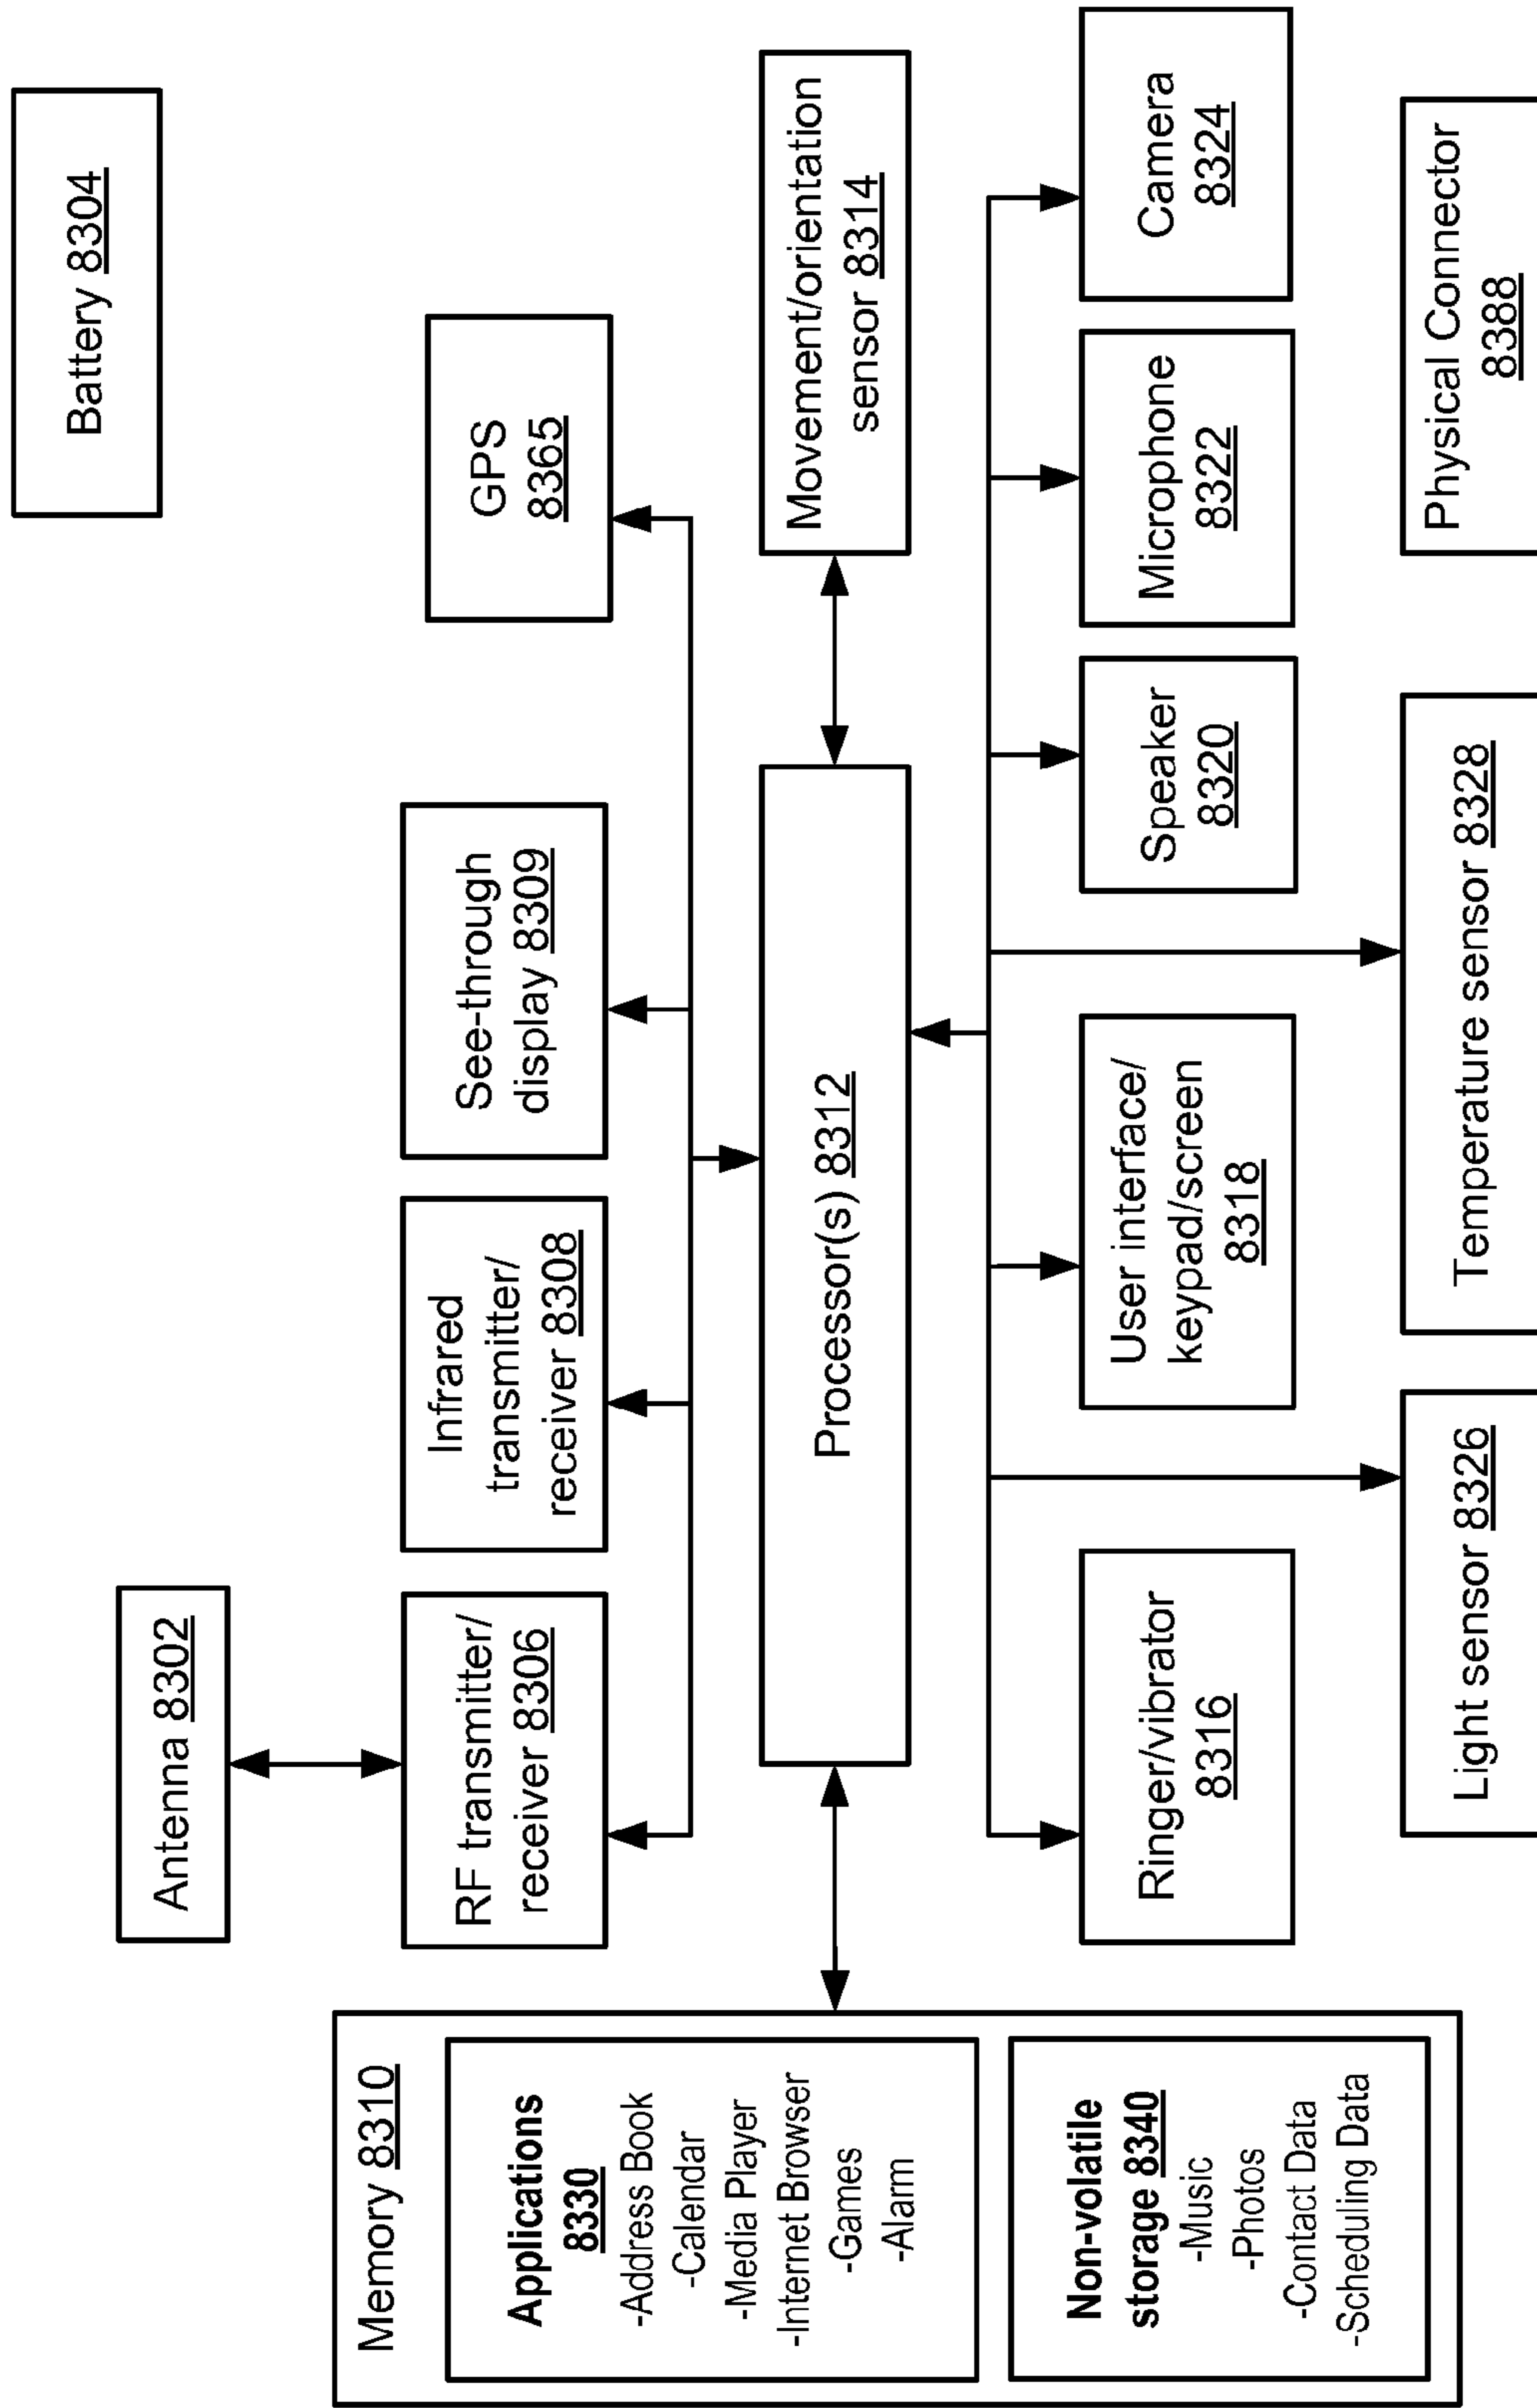 Battery 8304
Antenna 8302
RF transmitter/
receiver 8306
Infrared
transmitter/
receiver 8308
See-through
display 8309
GPS
8365
Memory 8310
Applications
8330
-Address Book
-Calendar
-Media Player
-Internet Browser
-Games
-Alarm
Non-volatile
storage 8340
-Music
-Photos
-Contact Data
-Scheduling Data
Processor(s) 8312
Movement/orientation
sensor 8314
Ringer/vibrator
8316
User interface/
keypad/screen
8318
Speaker
8320
Microphone
8322
Camera
8324
Light sensor 8326
Temperature sensor 8328
Physical Connector
8388